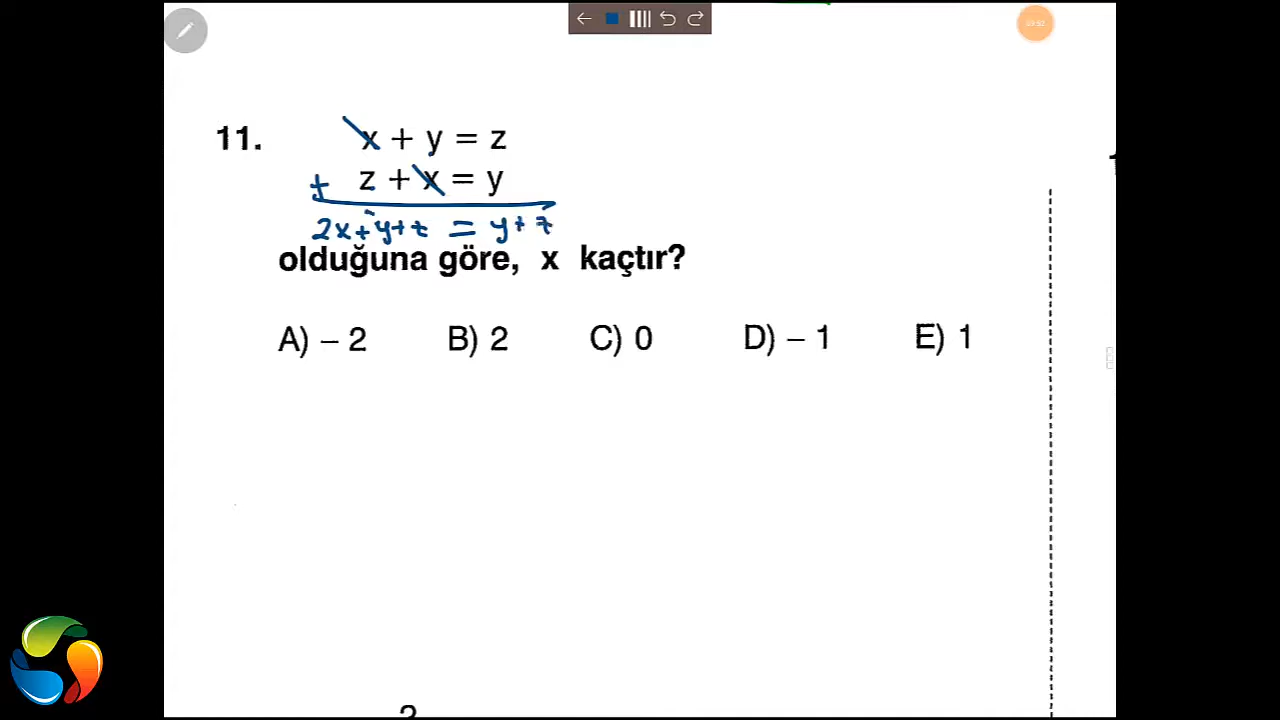 11. x + y = z
+ z + x = y
2x+y+z = y+z
olduğuna göre, x kaçtır?
A) – 2 B) 2 C) 0 D) – 1 E) 1